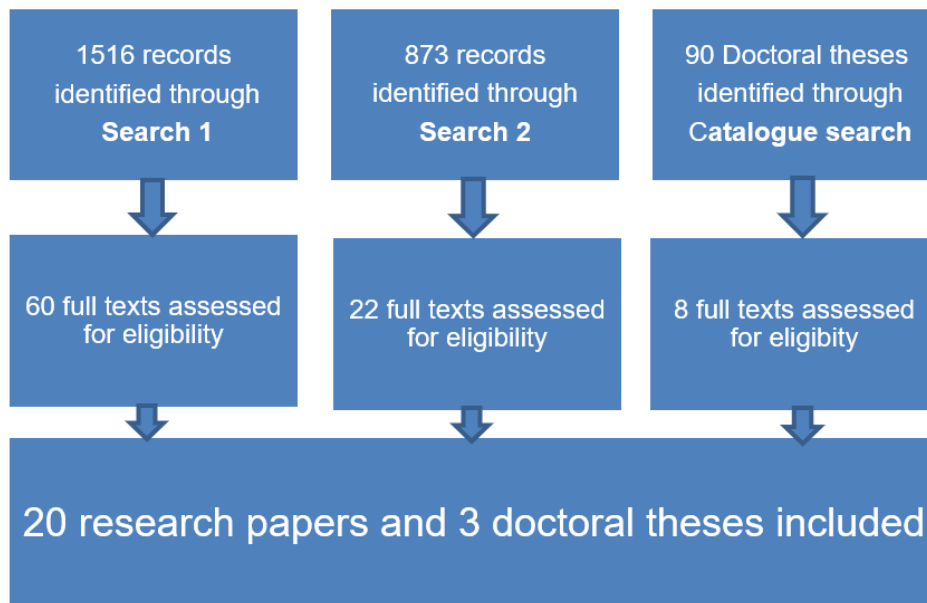 1516 records
identified through
Search 1
873 records
identified through
Search 2
90 Doctoral theses
identified through
Catalogue search
60 full texts assessed
for eligibility
22 full texts assessed
for eligibility
8 full texts assessed
for eligibity
20 research papers and 3 doctoral theses included